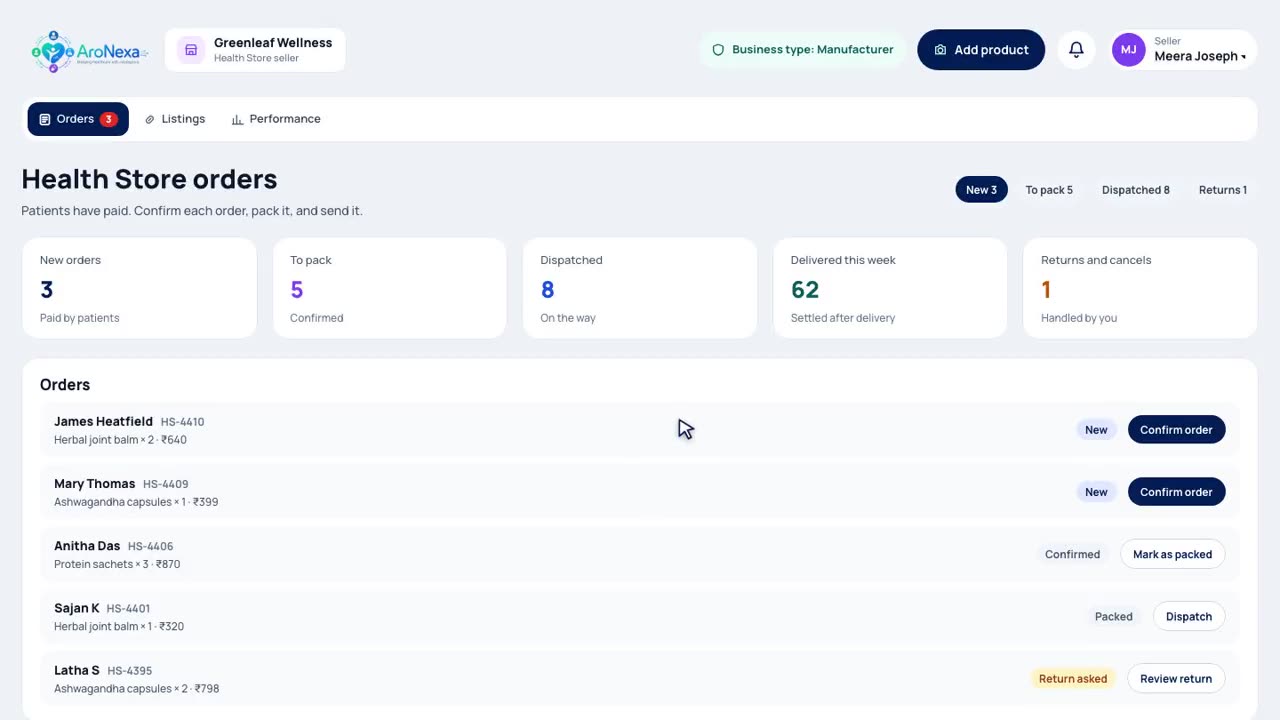 AroNexa
Greenleaf Wellness
Health Store seller
Business type: Manufacturer
Add product
MJ
Seller
Meera Joseph
Orders 3
Listings
Performance
Health Store orders
Patients have paid. Confirm each order, pack it, and send it.
New 3
To pack 5
Dispatched 8
Returns 1
New orders
3
Paid by patients
To pack
5
Confirmed
Dispatched
8
On the way
Delivered this week
62
Settled after delivery
Returns and cancels
1
Handled by you
Orders
James Heatfield HS-4410
Herbal joint balm × 2 · ₹640
New
Confirm order
Mary Thomas HS-4409
Ashwagandha capsules × 1 · ₹399
New
Confirm order
Anitha Das HS-4406
Protein sachets × 3 · ₹870
Confirmed
Mark as packed
Sajan K HS-4401
Herbal joint balm × 1 · ₹320
Packed
Dispatch
Latha S HS-4395
Ashwagandha capsules × 2 · ₹798
Return asked
Review return